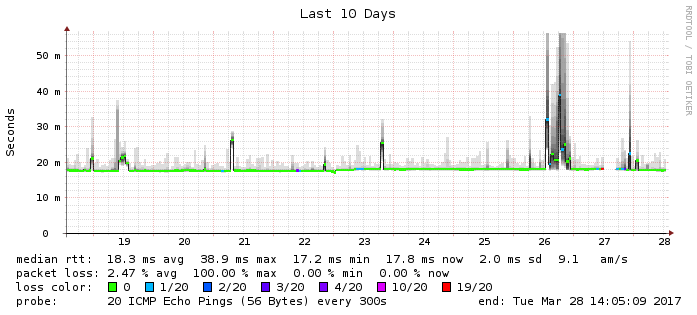 Last 10 Days
RRDTOOL / TOBI OETIKER
Seconds
50 m
40 m
30 m
20 m
10 m
0
19 20 21 22 23 24 25 26 27 28
median rtt: 18.3 ms avg 38.9 ms max 17.2 ms min 17.8 ms now 2.0 ms sd 9.1 am/s
packet loss: 2.47 % avg 100.00 % max 0.00 % min 0.00 % now
loss color: 0 1/20 2/20 3/20 4/20 10/20 19/20
probe: 20 ICMP Echo Pings (56 Bytes) every 300s end: Tue Mar 28 14:05:09 2017